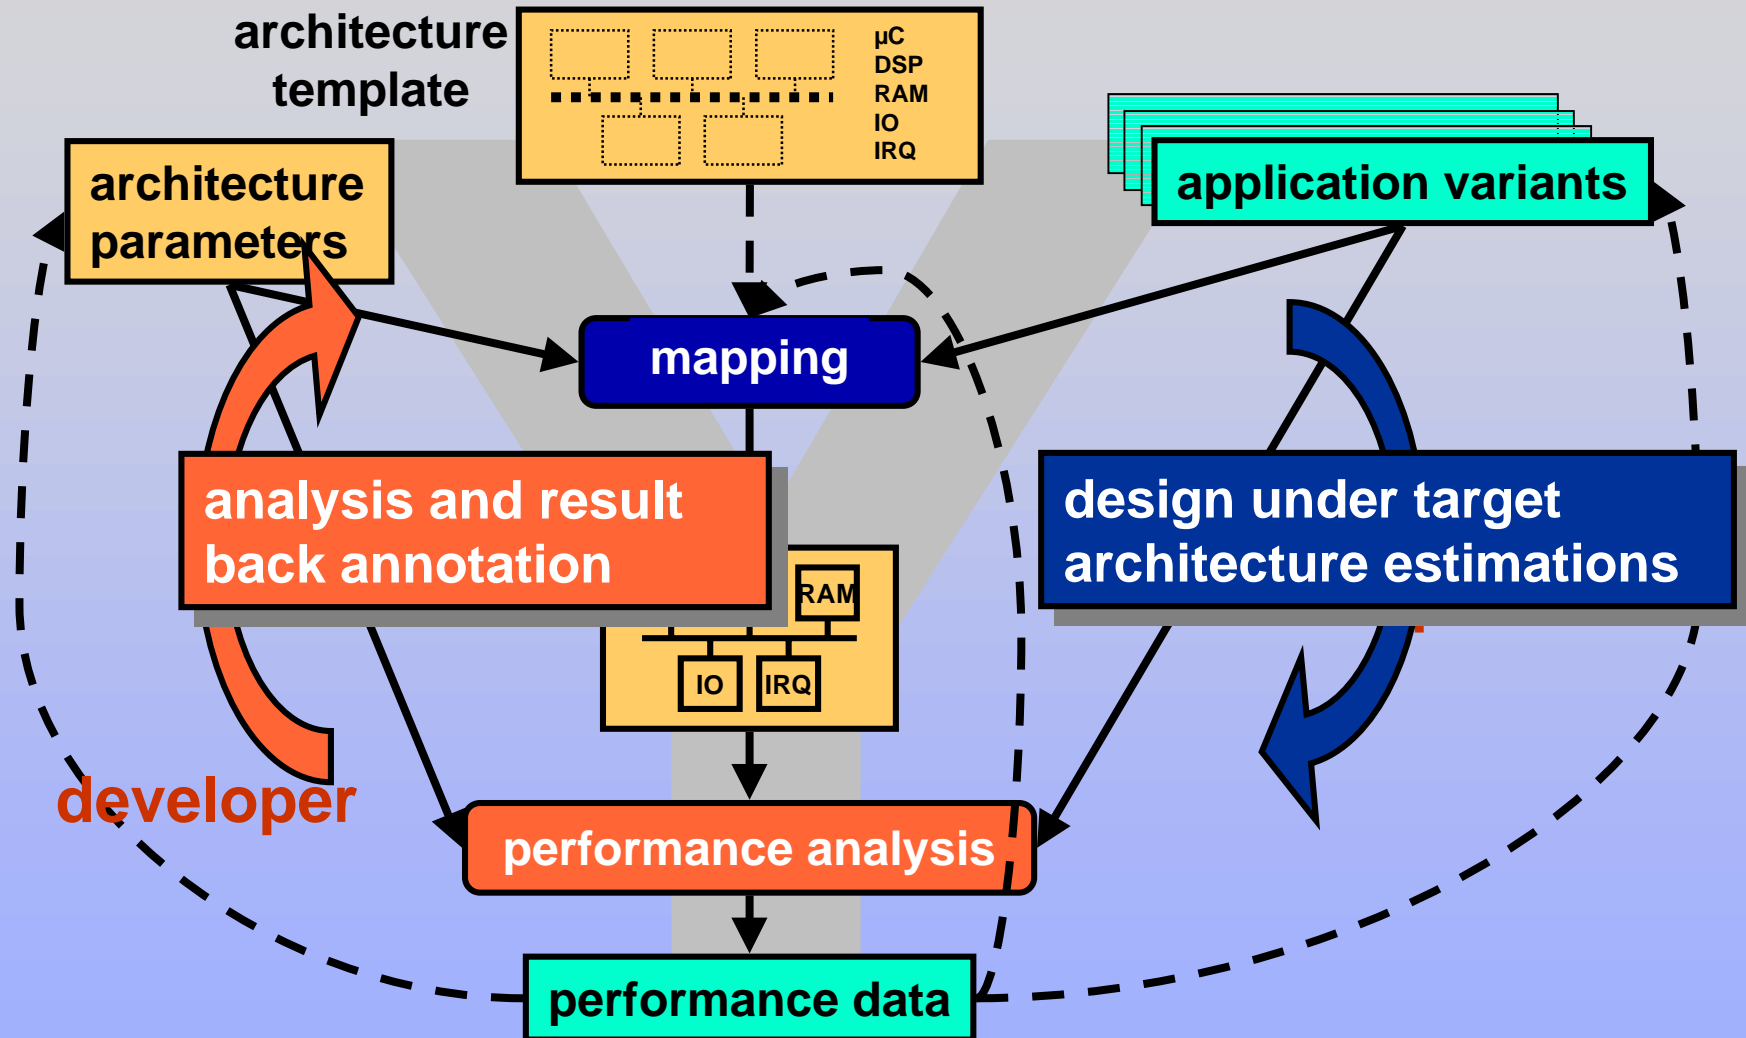 architecture
template
µC
DSP
RAM
IO
IRQ
architecture
parameters
application variants
mapping
analysis and result
back annotation
design under target
architecture estimations
RAM
IO
IRQ
developer
performance analysis
performance data